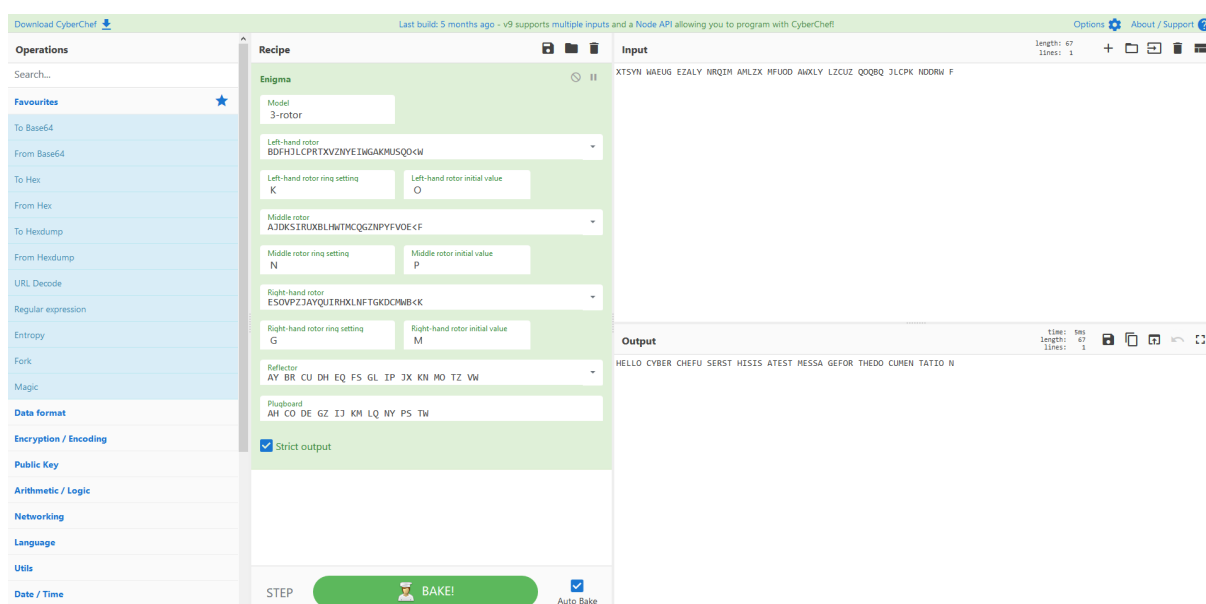 Download CyberChef
Last build: 5 months ago - v9 supports multiple inputs and a Node API allowing you to program with CyberChef!
Options
About / Support
Operations
Search...
Favourites
To Base64
From Base64
To Hex
From Hex
To Hexdump
From Hexdump
URL Decode
Regular expression
Entropy
Fork
Magic
Data format
Encryption / Encoding
Public Key
Arithmetic / Logic
Networking
Language
Utils
Date / Time
Recipe
Enigma
Model
3-rotor
Left-hand rotor
BDFHJLCPRTXVZNYEIWGAKMUSQO<W
Left-hand rotor ring setting
K
Left-hand rotor initial value
O
Middle rotor
AJDKSIRUXBLHWTMCQGZNPYFVOE<F
Middle rotor ring setting
N
Middle rotor initial value
P
Right-hand rotor
ESOVPZJAYQUIRHXLNFTGKDCMWB<K
Right-hand rotor ring setting
G
Right-hand rotor initial value
M
Reflector
AY BR CU DH EQ FS GL IP JX KN MO TZ VW
Plugboard
AH CO DE GZ IJ KM LQ NY PS TW
Strict output
STEP
BAKE!
Auto Bake
Input
length: 67
lines: 1
XTSYN WAEUG EZALY NRQIM AMLZX MFUOD AWXLY LZCUZ QOQBQ JLCPK NDDRW F
Output
time: 5ms
length: 67
lines: 1
HELLO CYBER CHEFU SERST HISIS ATEST MESSA GEFOR THEDO CUMEN TATIO N